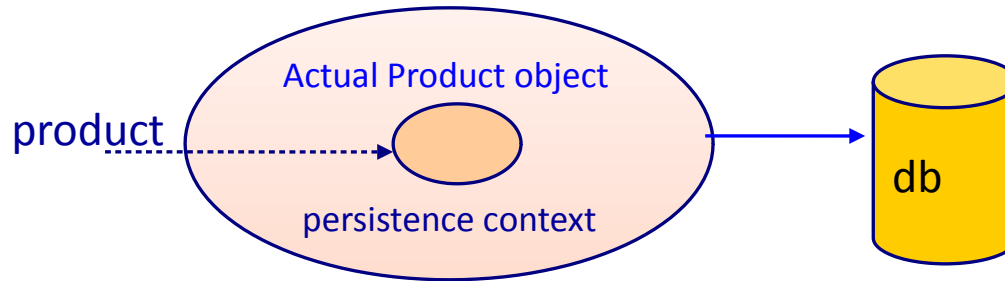 Actual Product object
product
persistence context
db